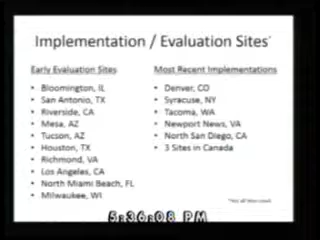 Implementation / Evaluation Sites*
Early Evaluation Sites
• Bloomington, IL
• San Antonio, TX
• Riverside, CA
• Mesa, AZ
• Tucson, AZ
• Houston, TX
• Richmond, VA
• Los Angeles, CA
• North Miami Beach, FL
• Milwaukee, WI
Most Recent Implementations
• Denver, CO
• Syracuse, NY
• Tacoma, WA
• Newport News, VA
• North San Diego, CA
• 3 Sites in Canada
5:36:08 PM